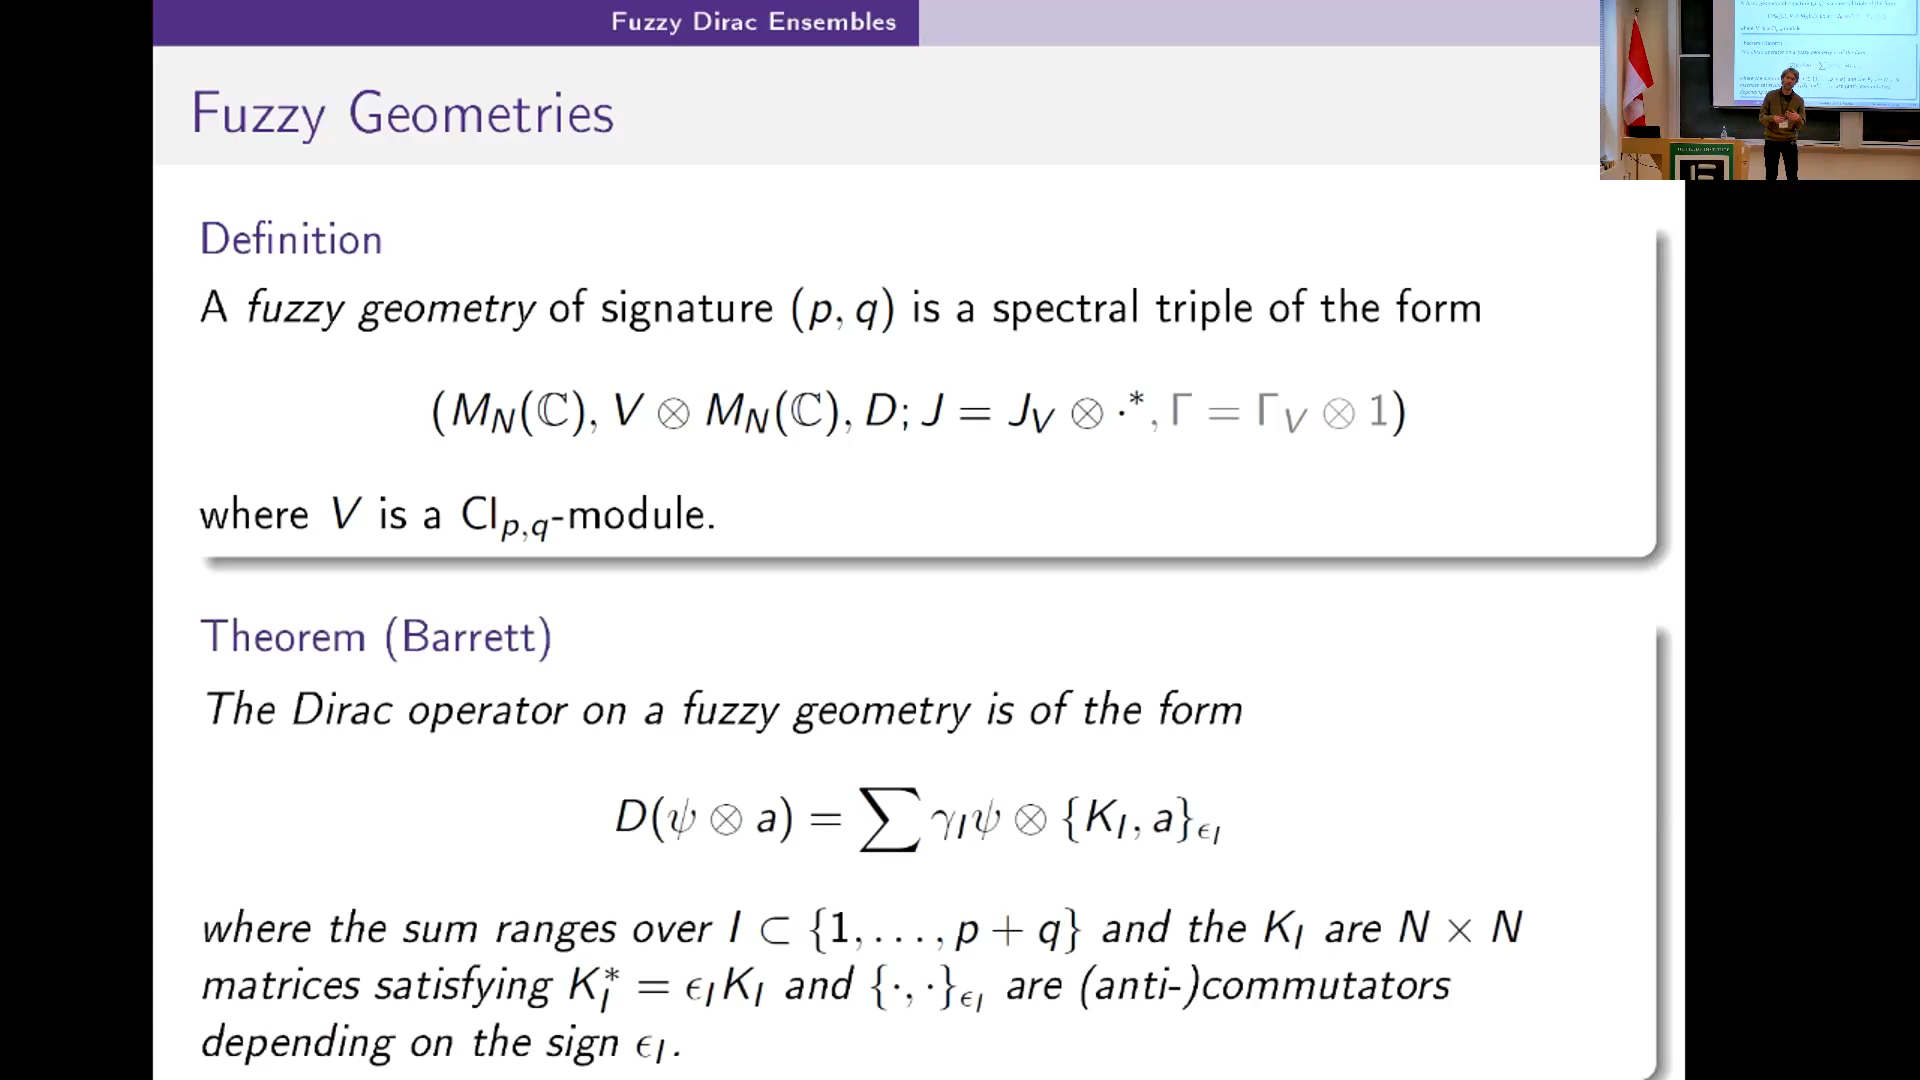 Fuzzy Dirac Ensembles
Fuzzy Geometries
Definition
A fuzzy geometry of signature (p, q) is a spectral triple of the form
(M_N(ℂ), V ⊗ M_N(ℂ), D; J = J_V ⊗ ·*, Γ = Γ_V ⊗ 1)
where V is a Cl_{p,q}-module.
Theorem (Barrett)
The Dirac operator on a fuzzy geometry is of the form
D(ψ ⊗ a) = ∑ γ_I ψ ⊗ {K_I, a}_{ϵ_I}
where the sum ranges over I ⊂ {1, . . . , p + q} and the K_I are N × N
matrices satisfying K_I^* = ϵ_I K_I and {·, ·}_{ϵ_I} are (anti-)commutators
depending on the sign ϵ_I.